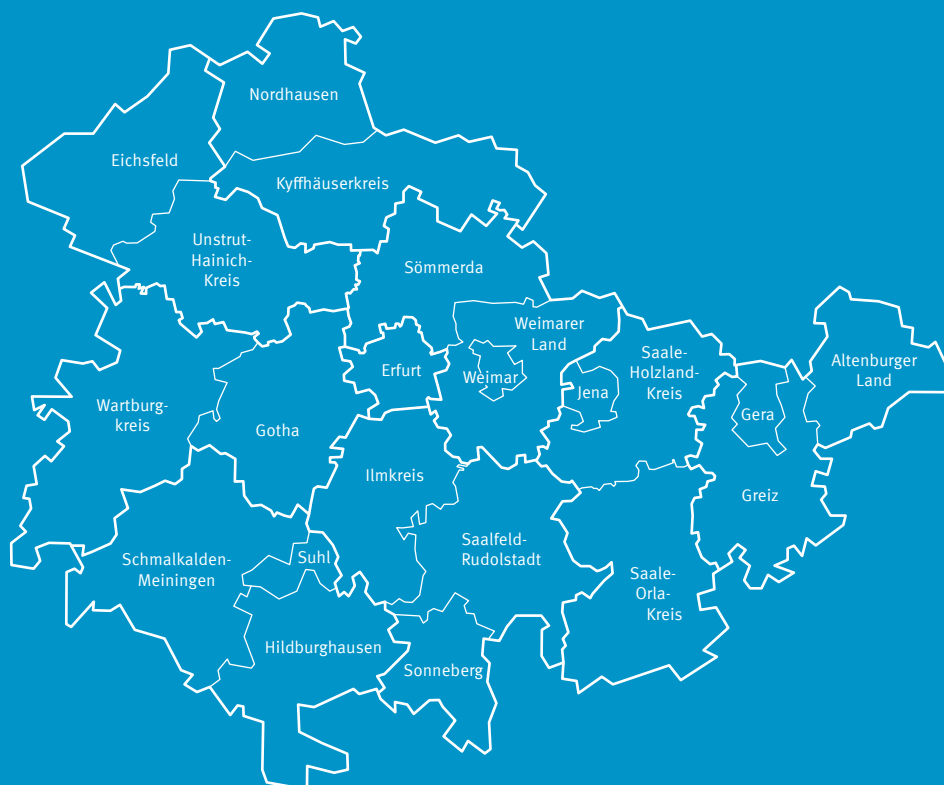 Nordhausen
Eichsfeld
Kyffhäuserkreis
Unstrut-
Hainich-
Kreis
Sömmerda
Weimarer
Land
Saale-
Holzland-
Kreis
Altenburger
Land
Erfurt
Weimar
Jena
Gera
Wartburg-
kreis
Gotha
Ilmkreis
Greiz
Saalfeld-
Rudolstadt
Suhl
Schmalkalden-
Meiningen
Saale-
Orla-
Kreis
Hildburghausen
Sonneberg